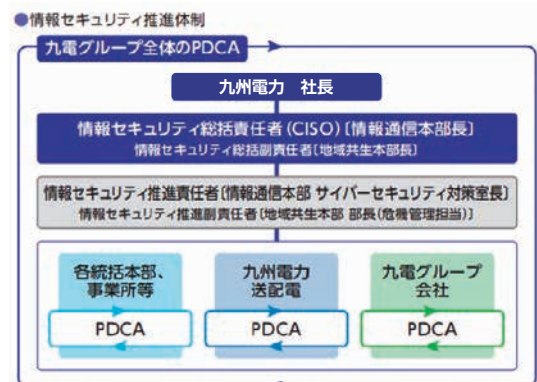 ●情報セキュリティ推進体制
九電グループ全体のPDCA
九州電力 社長
情報セキュリティ総括責任者(CISO)〔情報通信本部長〕
情報セキュリティ総括副責任者〔地域共生本部長〕
情報セキュリティ推進責任者〔情報通信本部 サイバーセキュリティ対策室長〕
情報セキュリティ推進副責任者〔地域共生本部 部長(危機管理担当)〕
各統括本部、
事業所等
PDCA
九州電力
送配電
PDCA
九電グループ
会社
PDCA